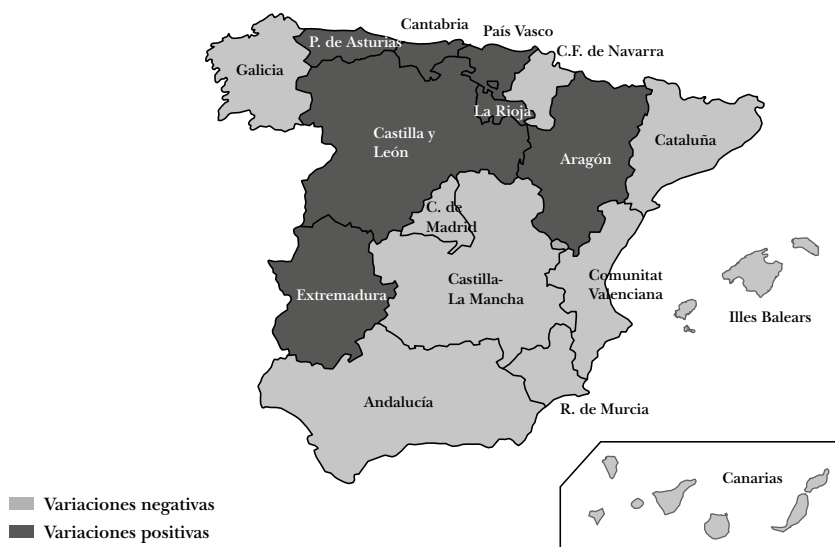 Cantabria
P. de Asturias
País Vasco
C.F. de Navarra
Galicia
La Rioja
Castilla y
León
Aragón
Cataluña
C. de
Madrid
Extremadura
Castilla-
La Mancha
Comunitat
Valenciana
Illes Balears
Andalucía
R. de Murcia
Canarias
Variaciones negativas
Variaciones positivas